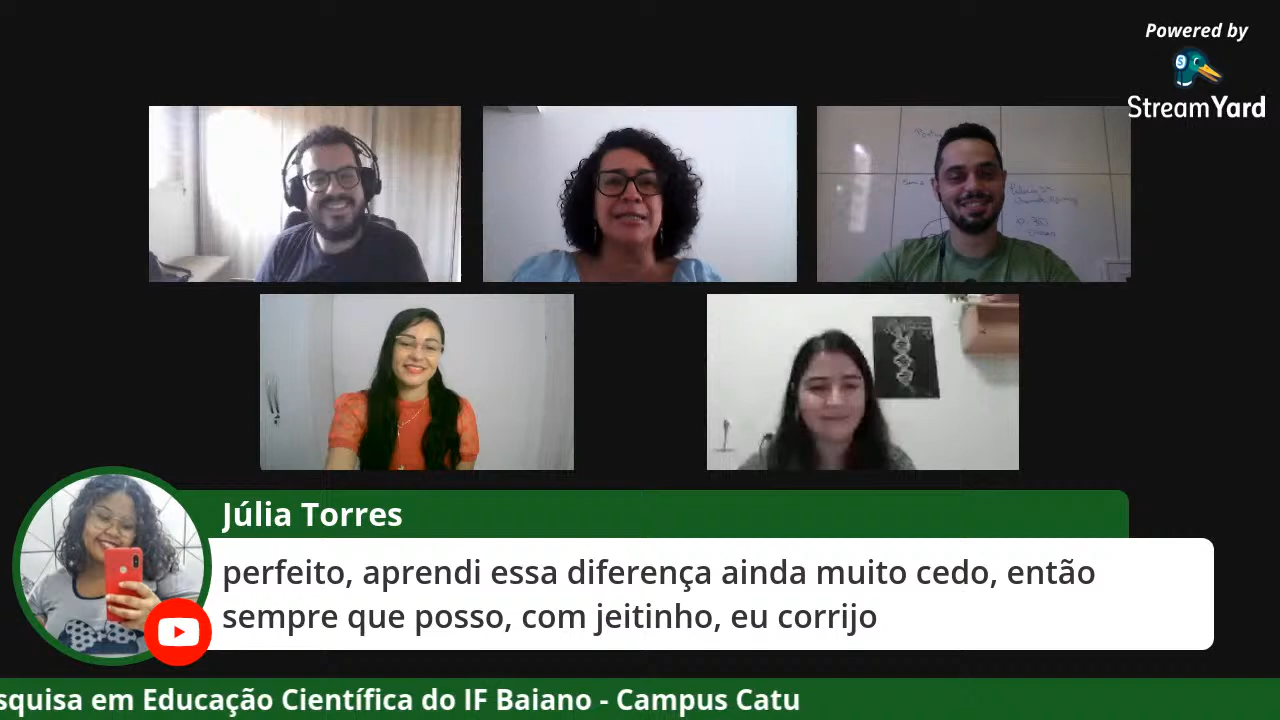 Powered by
StreamYard
Júlia Torres
perfeito, aprendi essa diferença ainda muito cedo, então
sempre que posso, com jeitinho, eu corrijo
squisa em Educação Científica do IF Baiano - Campus Catu